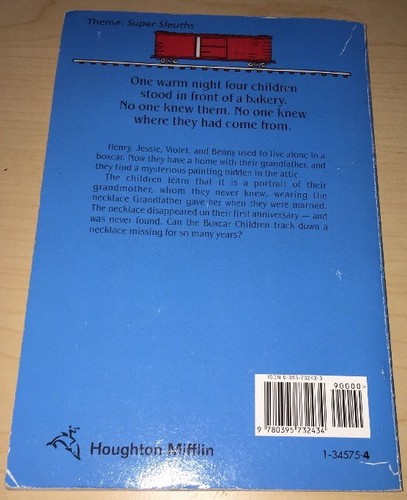 Theme: Super Sleuths
One warm night four children
stood in front of a bakery.
No one knew them. No one knew
where they had come from.
Henry, Jessie, Violet, and Benny used to live alone in a
boxcar. Now they have a home with their grandfather, and
they find a mysterious painting hidden in the attic.
The children learn that it is a portrait of their
grandmother, whom they never knew, wearing the
necklace Grandfather gave her when they were married.
The necklace disappeared on their first anniversary — and
was never found. Can the Boxcar Children track down a
necklace missing for so many years?
ISBN 0-395-73243-5
90000>
9 780395 732434
Houghton Mifflin
1-34575-4